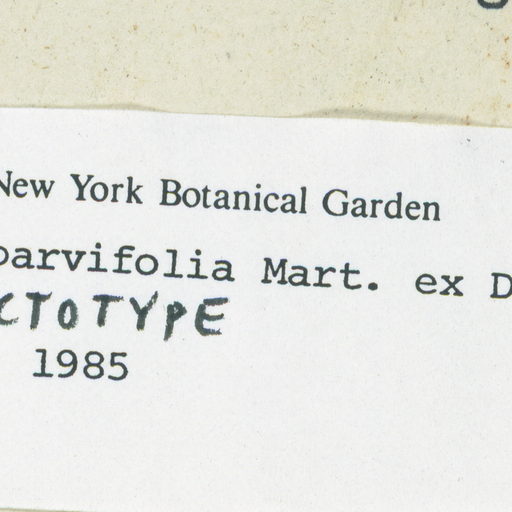 New York Botanical Garden
parvifolia Mart. ex D
CTOTYPE
1985